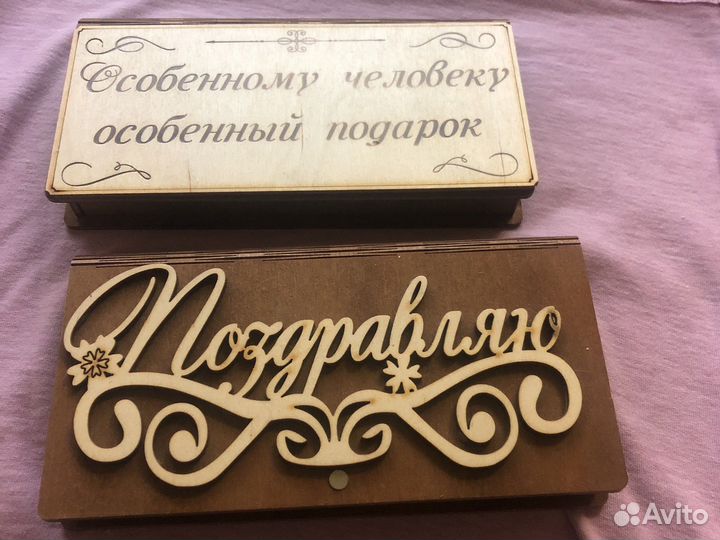 Особенному человеку
особенный подарок
Поздравляю
Avito